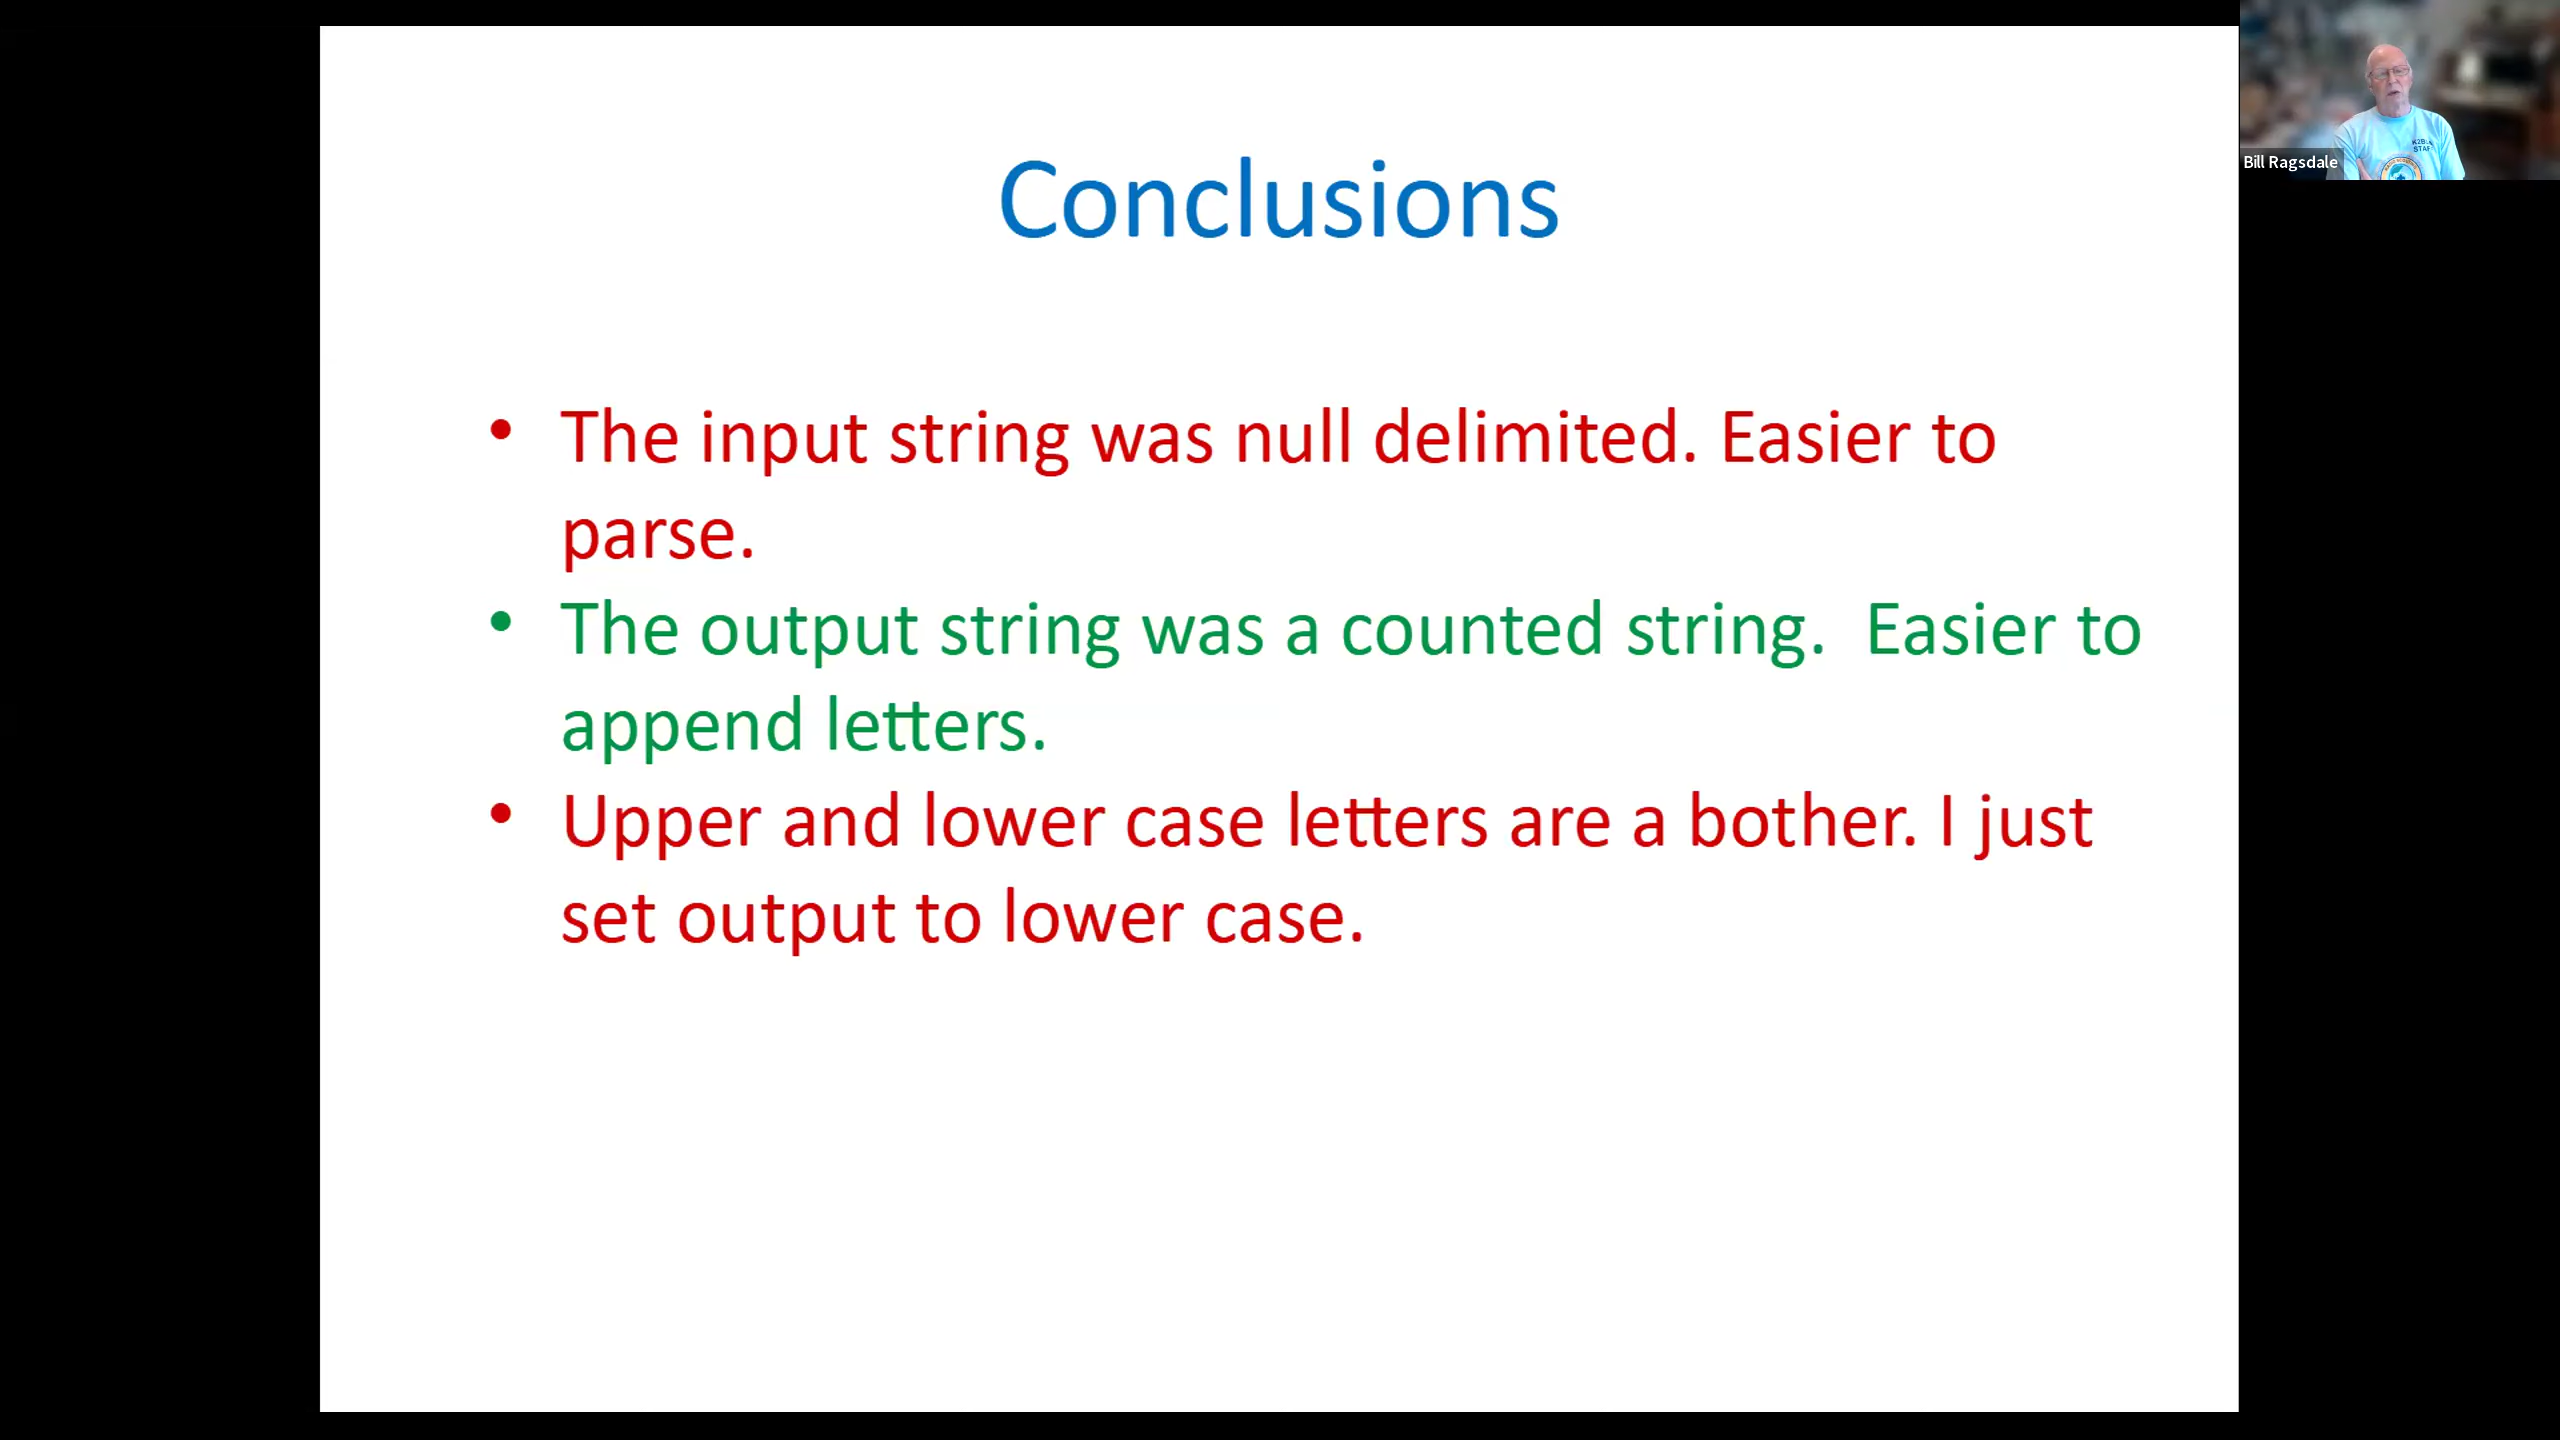 Conclusions
• The input string was null delimited. Easier to
parse.
• The output string was a counted string.  Easier to
append letters.
• Upper and lower case letters are a bother. I just
set output to lower case.
Bill Ragsdale